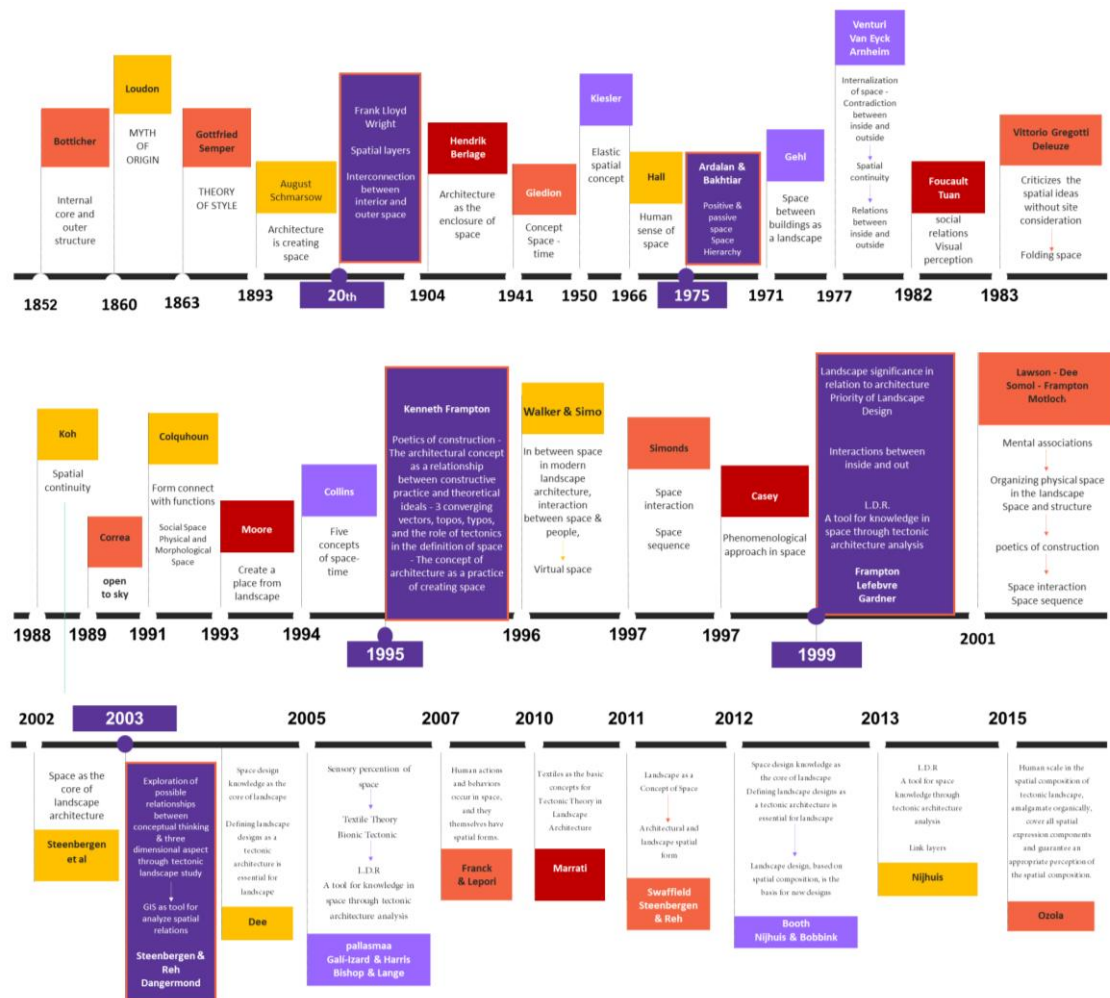 Botticher
Internal
core and
outer
structure
Loudon
MYTH
OF
ORIGIN
Gottfried
Semper
THEORY
OF STYLE
August
Schmarsow
Architecture
is creating
space
Frank Lloyd
Wright
Spatial
layers
Interconnection
between
interior and
outer space
Hendrik
Berlage
Architecture
as the
enclosure of
space
Giedion
Concept
Space -
time
Kiesler
Elastic
spatial
concept
Hall
Human
sense of
space
Ardalan &
Bakhtiar
Positive &
passive
space
Space
Hierarchy
Gehl
Space
between
buildings as
a landscape
Venturi
Van Eyck
Arnheim
Internalization
of space -
Contradiction
between
inside and
outside
Spatial
continuity
Relations
between
inside and
outside
Foucault
Tuan
social
relations
Visual
perception
Vittorio Gregotti
Deleuze
Criticizes the
spatial ideas
without site
consideration
Folding space
1852
1860
1863
1893
20th
1904
1941
1950
1966
1975
1971
1977
1982
1983
Koh
Spatial
continuity
Correa
open
to sky
Colquhoun
Form connect
with functions
Social Space
Physical and
Morphological
Space
Moore
Create a
place from
landscape
Collins
Five
concepts
of space-
time
Kenneth Frampton
Poetics of construction -
The architectural concept
as a relationship
between constructive
practice and theoretical
ideals - 3 converging
vectors, topos, typos,
and the role of tectonics
in the definition of space
- The concept of
architecture as a practice
of creating space
Walker & Simo
In between space
in modern
landscape
architecture,
interaction
between space &
people,
Virtual space
Simonds
Space
interaction
Space
sequence
Casey
Phenomenological
approach in space
Landscape significance in
relation to architecture
Priority of Landscape
Design
Interactions between
inside and out
L.D.R.
A tool for knowledge in
space through tectonic
architecture analysis
Frampton
Lefebvre
Gardner
Lawson - Dee
Somol - Frampton
Motloch
Mental associations
Organizing physical space
in the landscape
Space and structure
poetics of construction
Space interaction
Space sequence
1988
1989
1991
1993
1994
1995
1996
1997
1997
1999
2001
2002
2003
2005
2007
2010
2011
2012
2013
2015
Space as the
core of
landscape
architecture
Steenbergen
et al
Exploration of
possible
relationships
between
conceptual
thinking &
three
dimensional
aspect through
tectonic
landscape study
GIS as tool for
analyze spatial
relations
Steenbergen &
Reh
Dangermond
Space design
knowledge as the
core of landscape
Defining landscape
designs as a
tectonic
architecture is
essential for
landscape
Dee
Sensory percention of
space
Textile Theory
Bionic Tectonic
L.D.R
A tool for knowledge in
space through tectonic
architecture analysis
pallasmaa
Gali-Izard & Harris
Bishop & Lange
Human actions
and behaviors
occur in space,
and they
themselves have
spatial forms.
Franck
& Lepori
Textiles as the basic
concepts for
Tectonic Theory in
Landscape
Architecture
Marrati
Landscape as a
Concept of Space
Architectural and
landscape spatial
form
Swaffield
Steenbergen
& Reh
Space design knowledge as
the core of landscape
Defining landscape designs as
a tectonic architecture is
essential for landscape
Landscape design, based on
spatial composition, is the
basis for new designs
Booth
Nijhuis & Bobbink
L.D.R
A tool for space
knowledge through
tectonic architecture
analysis
Link layers
Nijhuis
Human scale in the
spatial composition of
tectonic landscape,
amalgamate organically,
cover all spatial
expression components
and guarantee an
appropriate perception of
the spatial composition.
Ozola